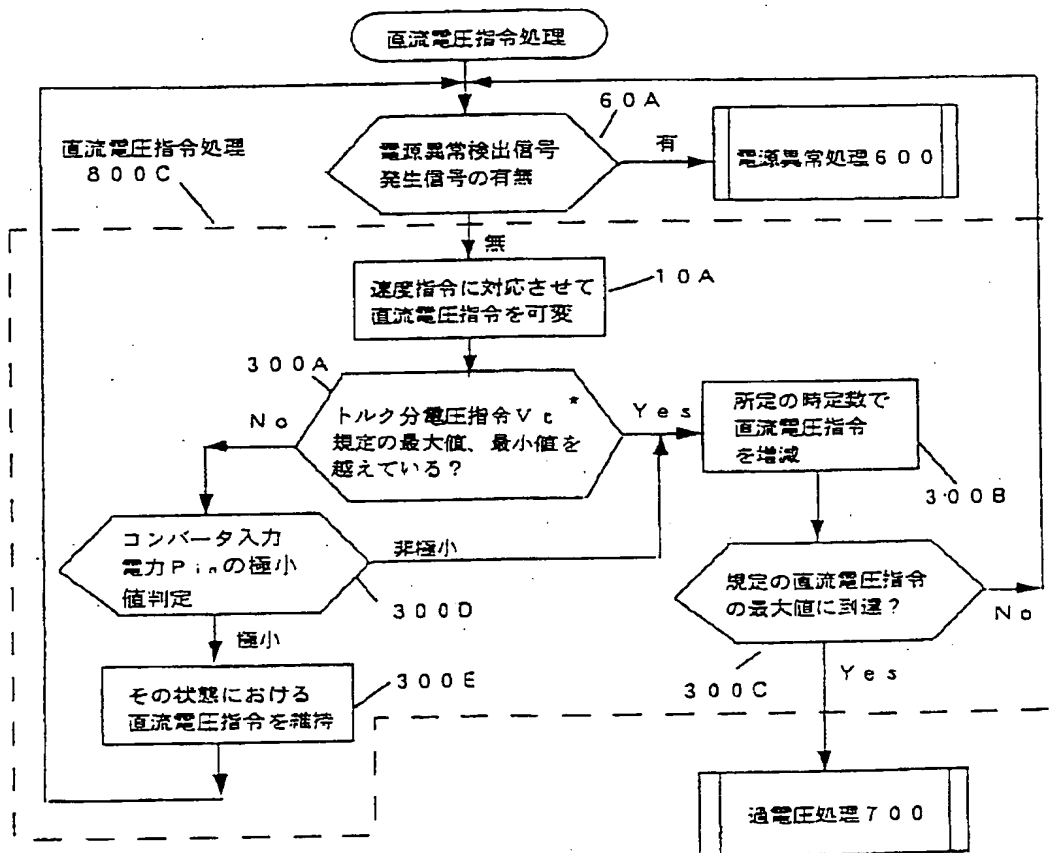 直流電圧指令処理
60A
電源異常検出信号
発生信号の有無
有
電源異常処理600
直流電圧指令処理
800C
無
速度指令に対応させて
直流電圧指令を可変
10A
300A
No
トルク分電圧指令Vt*
規定の最大値、最小値を
越えている?
Yes
所定の時定数で
直流電圧指令
を増減
300B
コンバータ入力
電力Pinの極小
値判定
非極小
300D
規定の直流電圧指令
の最大値に到達?
No
極小
300C
Yes
その状態における
直流電圧指令を維持
300E
過電圧処理700